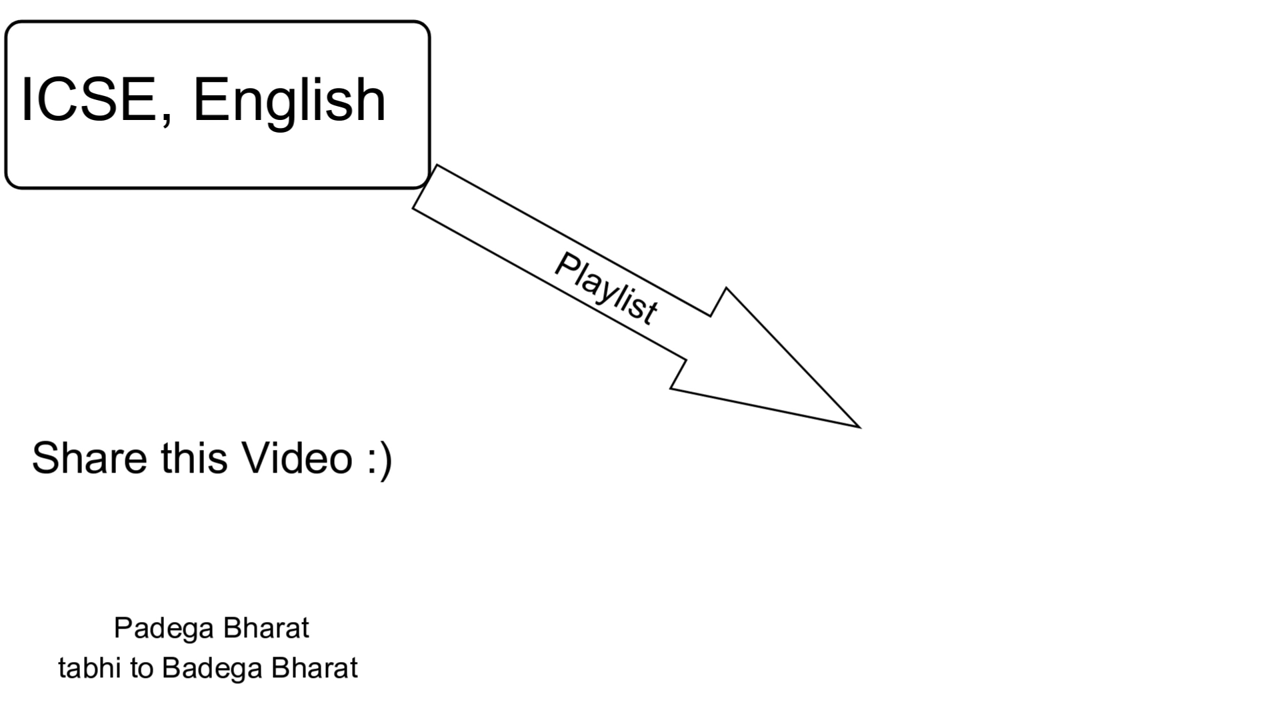 ICSE, English
Playlist
Share this Video :)
Padega Bharat
tabhi to Badega Bharat